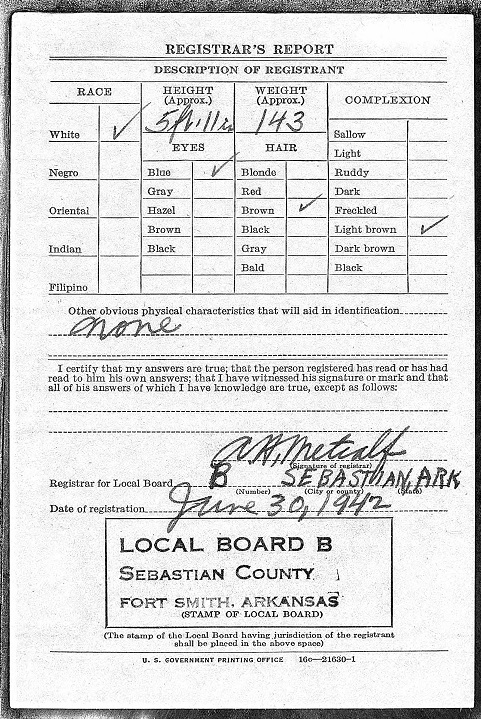 REGISTRAR'S REPORT
DESCRIPTION OF REGISTRANT
RACE
HEIGHT (Approx.)
WEIGHT (Approx.)
COMPLEXION
5 ft. 11 in
143
White ✓
EYES
HAIR
Sallow
Light
Negro
Blue ✓
Blonde
Ruddy
Gray
Red
Dark
Oriental
Hazel
Brown ✓
Freckled
Brown
Black
Light brown ✓
Indian
Black
Gray
Dark brown
Bald
Black
Filipino
Other obvious physical characteristics that will aid in identification
none
I certify that my answers are true; that the person registered has read or has had
read to him his own answers; that I have witnessed his signature or mark and that
all of his answers of which I have knowledge are true, except as follows:
A. H. Metcalf
(Signature of registrar)
Registrar for Local Board B SEBASTIAN, ARK
(Number) (City or county) (State)
Date of registration June 30, 1942
LOCAL BOARD B
SEBASTIAN COUNTY
FORT SMITH, ARKANSAS
(STAMP OF LOCAL BOARD)
(The stamp of the Local Board having jurisdiction of the registrant
shall be placed in the above space)
U. S. GOVERNMENT PRINTING OFFICE 16c—21630-1